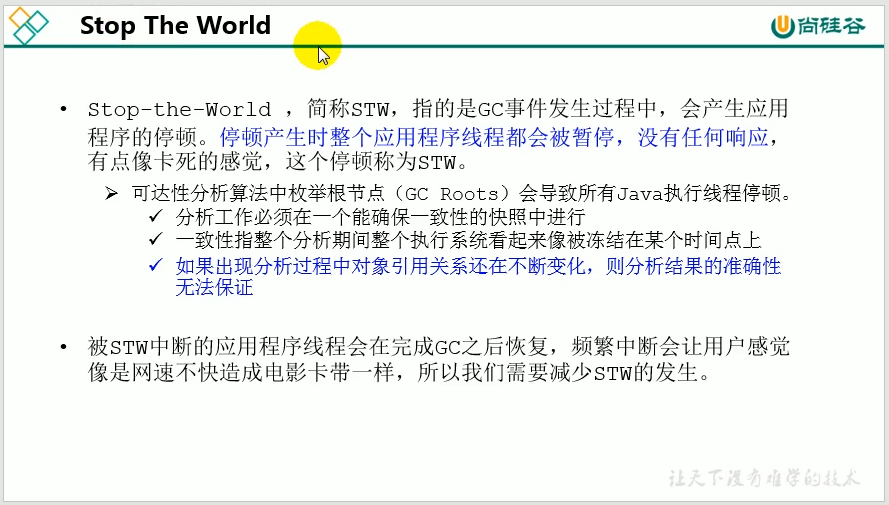 Stop The World
尚硅谷
• Stop-the-World ，简称STW，指的是GC事件发生过程中，会产生应用
程序的停顿。停顿产生时整个应用程序线程都会被暂停，没有任何响应，
有点像卡死的感觉，这个停顿称为STW。
➢ 可达性分析算法中枚举根节点（GC Roots）会导致所有Java执行线程停顿。
✓ 分析工作必须在一个能确保一致性的快照中进行
✓ 一致性指整个分析期间整个执行系统看起来像被冻结在某个时间点上
✓ 如果出现分析过程中对象引用关系还在不断变化，则分析结果的准确性
无法保证
• 被STW中断的应用程序线程会在完成GC之后恢复，频繁中断会让用户感觉
像是网速不快造成电影卡带一样，所以我们需要减少STW的发生。
让天下没有难学的技术